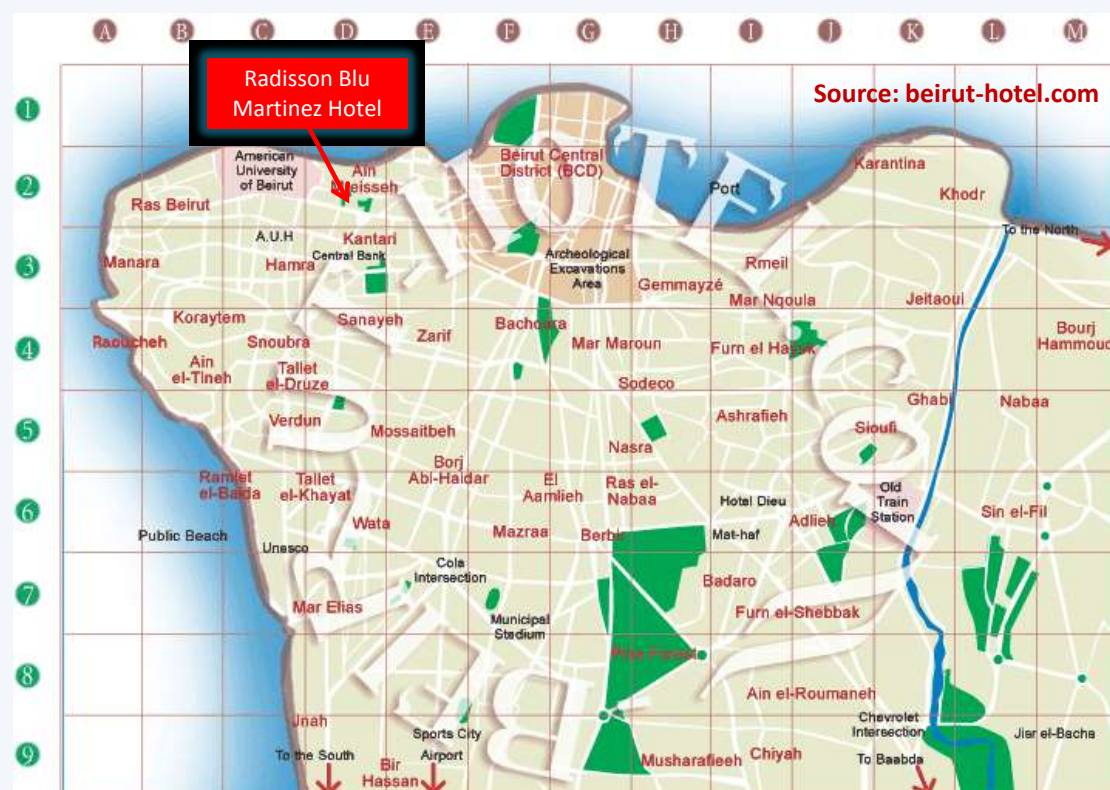 A B C D E F G H I J K L M
Radisson Blu
Martinez Hotel
Source: beirut-hotel.com
1
American
University
of Beirut
Ain
Mreisseh
Beirut Central
District (BCD)
Port
Karantina
Khodr
2
Ras Beirut
A.U.H
Kantari
Central Bank
To the North
3
Manara
Hamra
Archeological
Excavations
Area
Rmeil
Gemmayzé
Mar Nqoula
Jeitaoui
Koraytem
Sanayeh
Zarif
Bachoura
Bourj
Hammoud
4
Raoucheh
Snoubra
Mar Maroun
Furn el Hayek
Ain
el-Tineh
Tallet
el-Druze
Sodeco
Ghabi
Nabaa
5
Verdun
Mossaitbeh
Ashrafieh
Sioufi
Nasra
Ramlet
el-Baida
Tallet
el-Khayat
Borj
Abi-Haidar
El
Aamlieh
Ras el-
Nabaa
Hotel Dieu
Old
Train
Station
Sin el-Fil
6
Wata
Adlieh
Public Beach
Mazraa
Berbir
Mat-haf
Unesco
Cola
Intersection
7
Badaro
Mar Elias
Municipal
Stadium
Furn el-Shebbak
Pine Forest
8
Ain el-Roumaneh
Jnah
Sports City
Chevrolet
Intersection
Jisr el-Bacha
9
To the South
Airport
Bir
Hassan
Musharafieeh
Chiyah
To Baabda
BEIRUT-HOTEL.COM